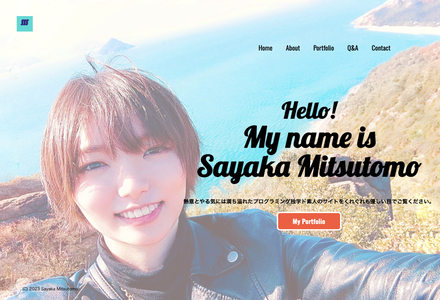 Home About Portfolio Q&A Contact
Hello!
My name is
Sayaka Mitsutomo
熱意とやる気には満ち溢れたプログラミング独学ド素人のサイトをくれぐれも優しい目でご覧ください。
My Portfolio
(C) 2023 Sayaka Mitsutomo